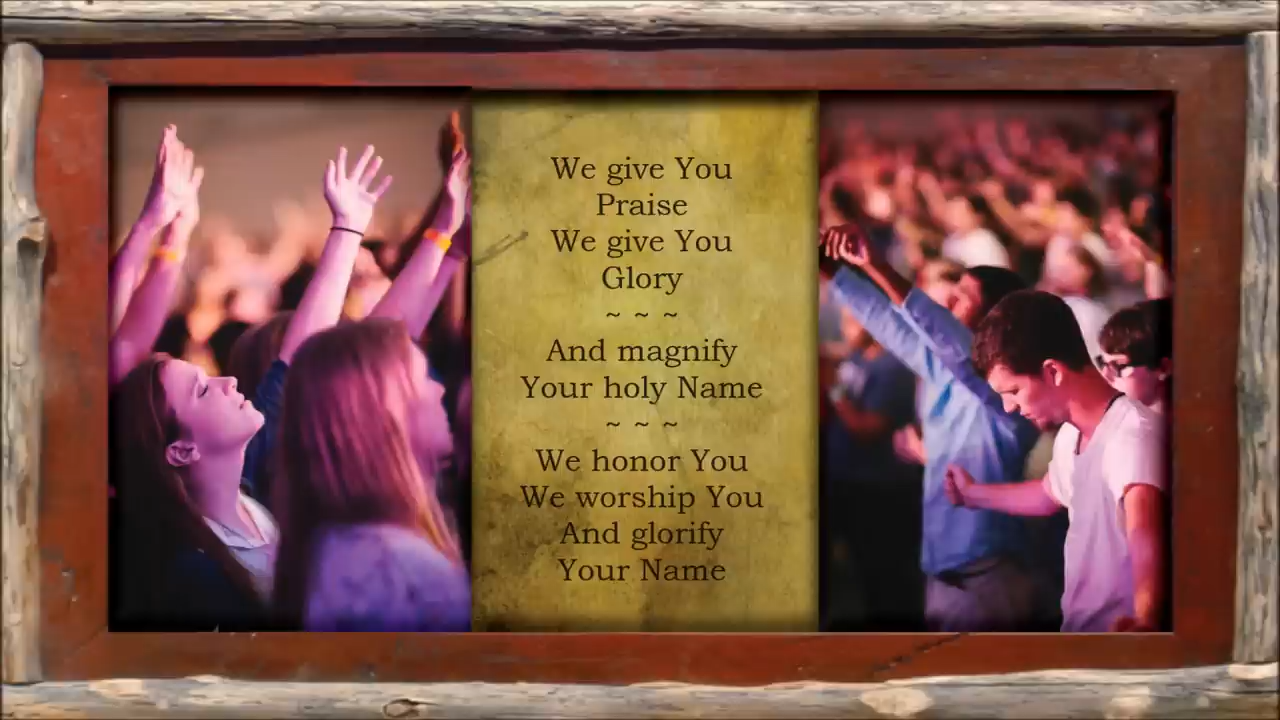 We give You
Praise
We give You
Glory
~ ~ ~
And magnify
Your holy Name
~ ~ ~
We honor You
We worship You
And glorify
Your Name